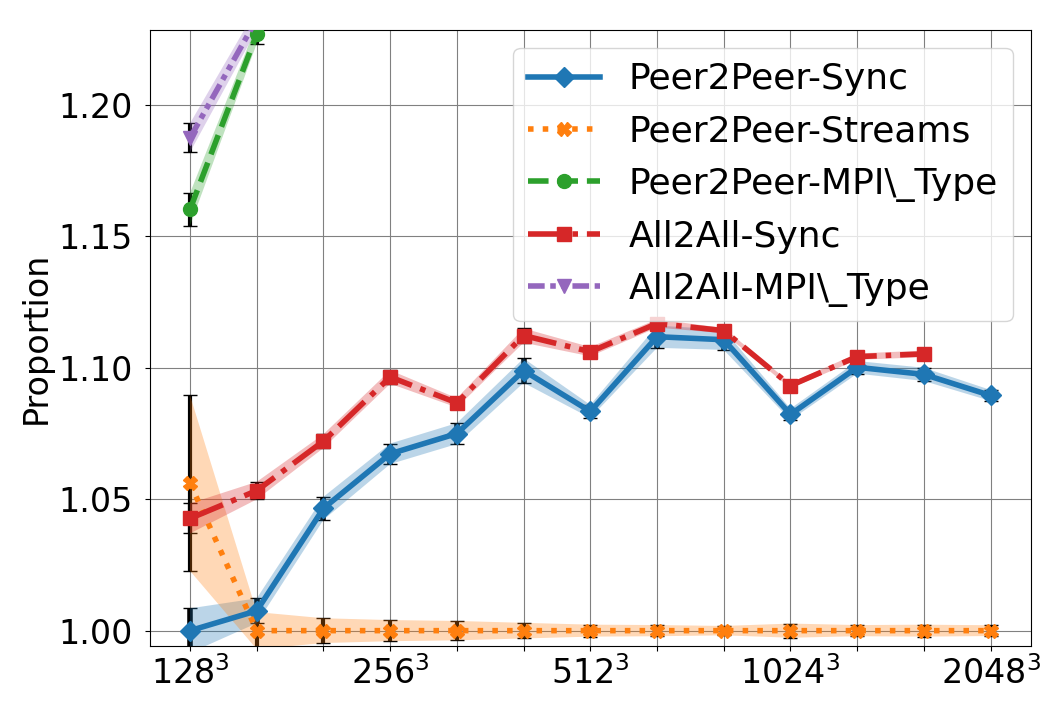 1.20
1.15
1.10
1.05
1.00
Proportion
128³
256³
512³
1024³
2048³
Peer2Peer-Sync
Peer2Peer-Streams
Peer2Peer-MPI\_Type
All2All-Sync
All2All-MPI\_Type